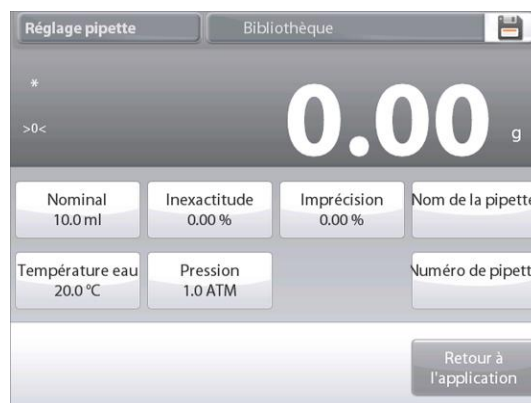 Réglage pipette
Bibliothèque
*
>0<
0.00 g
Nominal
10.0 ml
Inexactitude
0.00 %
Imprécision
0.00 %
Nom de la pipette
Température eau
20.0 °C
Pression
1.0 ATM
Numéro de pipett
Retour à
l'application